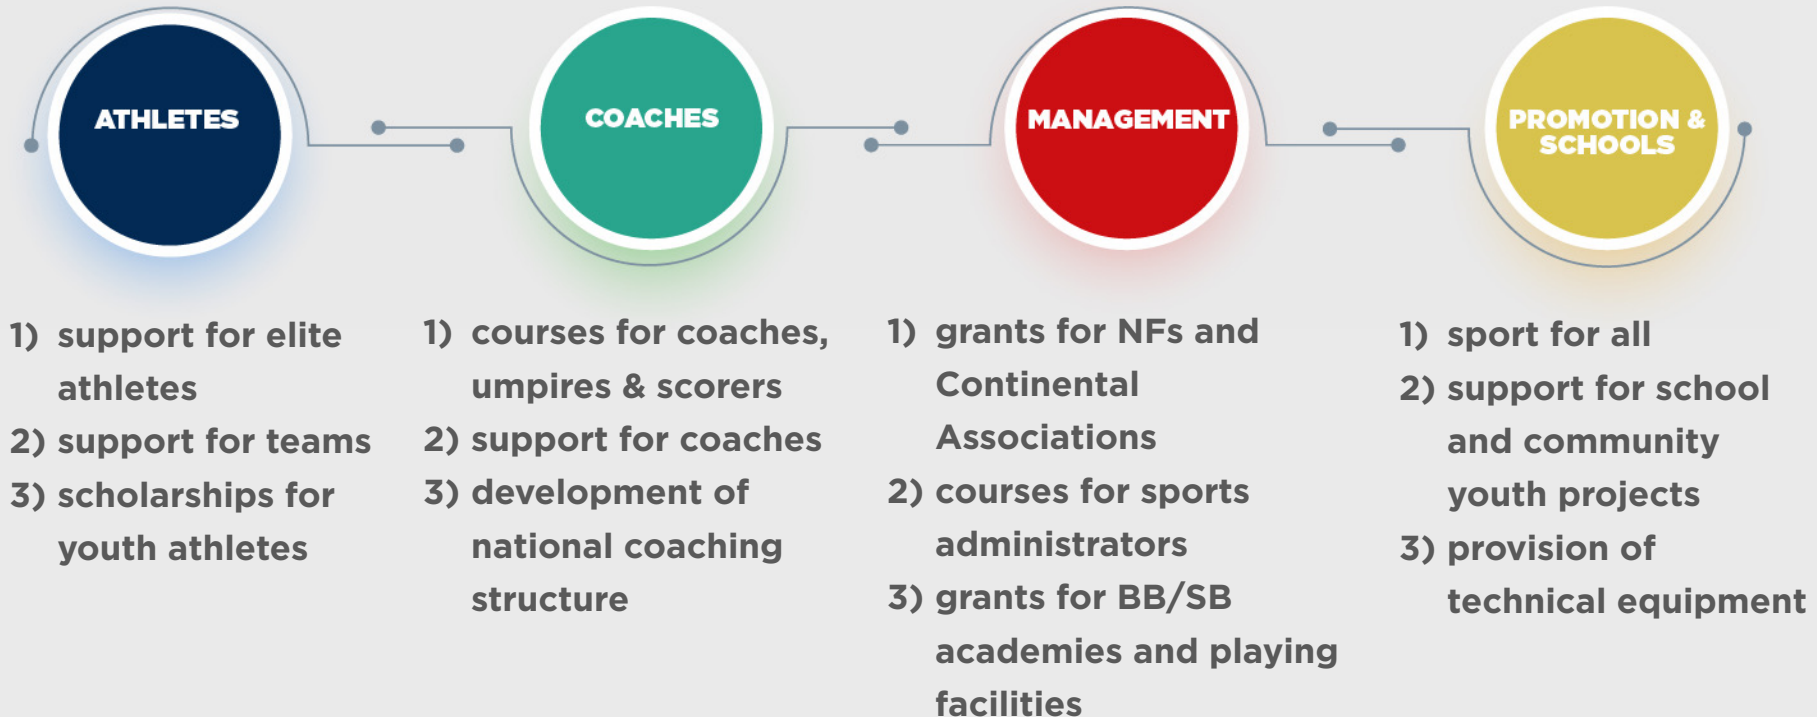 ATHLETES
1) support for elite
athletes
2) support for teams
3) scholarships for
youth athletes
COACHES
1) courses for coaches,
umpires & scorers
2) support for coaches
3) development of
national coaching
structure
MANAGEMENT
1) grants for NFs and
Continental
Associations
2) courses for sports
administrators
3) grants for BB/SB
academies and playing
facilities
PROMOTION &
SCHOOLS
1) sport for all
2) support for school
and community
youth projects
3) provision of
technical equipment